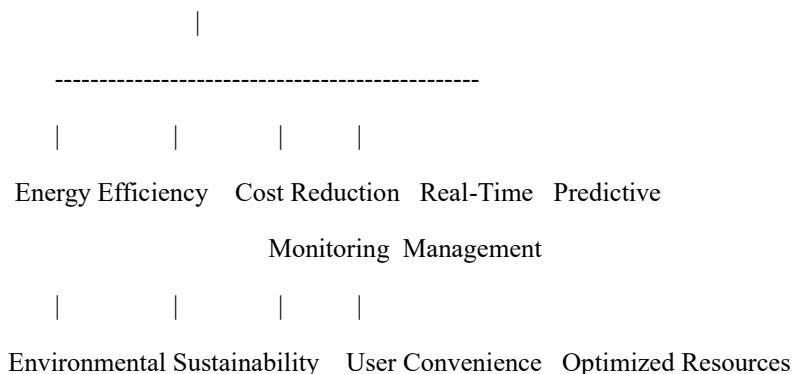 |
------------------------------------------------
| | | |
Energy Efficiency Cost Reduction Real-Time Predictive
Monitoring Management
| | | |
Environmental Sustainability User Convenience Optimized Resources